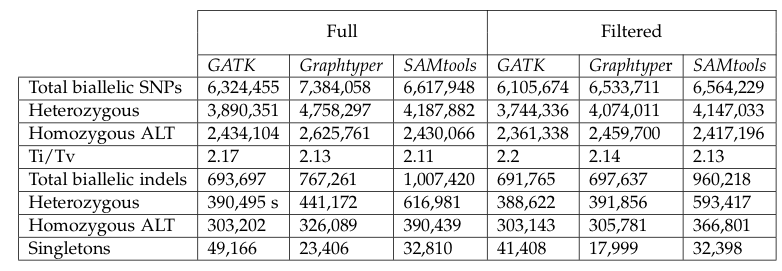 Full Filtered
GATK Graphtyper SAMtools GATK Graphtyper SAMtools
Total biallelic SNPs 6,324,455 7,384,058 6,617,948 6,105,674 6,533,711 6,564,229
Heterozygous 3,890,351 4,758,297 4,187,882 3,744,336 4,074,011 4,147,033
Homozygous ALT 2,434,104 2,625,761 2,430,066 2,361,338 2,459,700 2,417,196
Ti/Tv 2.17 2.13 2.11 2.2 2.14 2.13
Total biallelic indels 693,697 767,261 1,007,420 691,765 697,637 960,218
Heterozygous 390,495 s 441,172 616,981 388,622 391,856 593,417
Homozygous ALT 303,202 326,089 390,439 303,143 305,781 366,801
Singletons 49,166 23,406 32,810 41,408 17,999 32,398